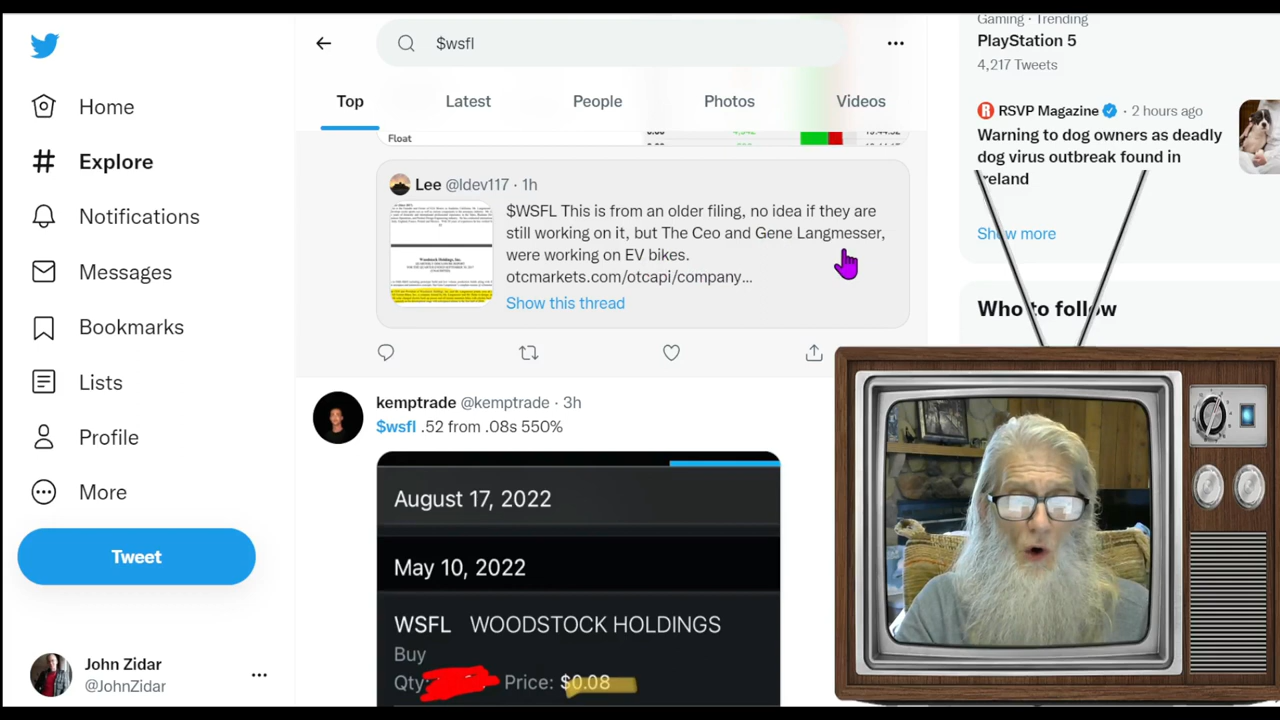 Home
Explore
Notifications
Messages
Bookmarks
Lists
Profile
More
Tweet
John Zidar
@JohnZidar
$wsfl
Top
Latest
People
Photos
Videos
Float
Lee @ldev117 · 1h
$WSFL This is from an older filing, no idea if they are
still working on it, but The Ceo and Gene Langmesser,
were working on EV bikes.
otcmarkets.com/otcapi/company...
Show this thread
Woodstock Holdings, Inc.
kemptrade @kemptrade · 3h
$wsfl .52 from .08s 550%
August 17, 2022
May 10, 2022
WSFL WOODSTOCK HOLDINGS
Buy
Qty Price: $0.08
Gaming · Trending
PlayStation 5
4,217 Tweets
RSVP Magazine · 2 hours ago
Warning to dog owners as deadly
dog virus outbreak found in
Ireland
Show more
Who to follow